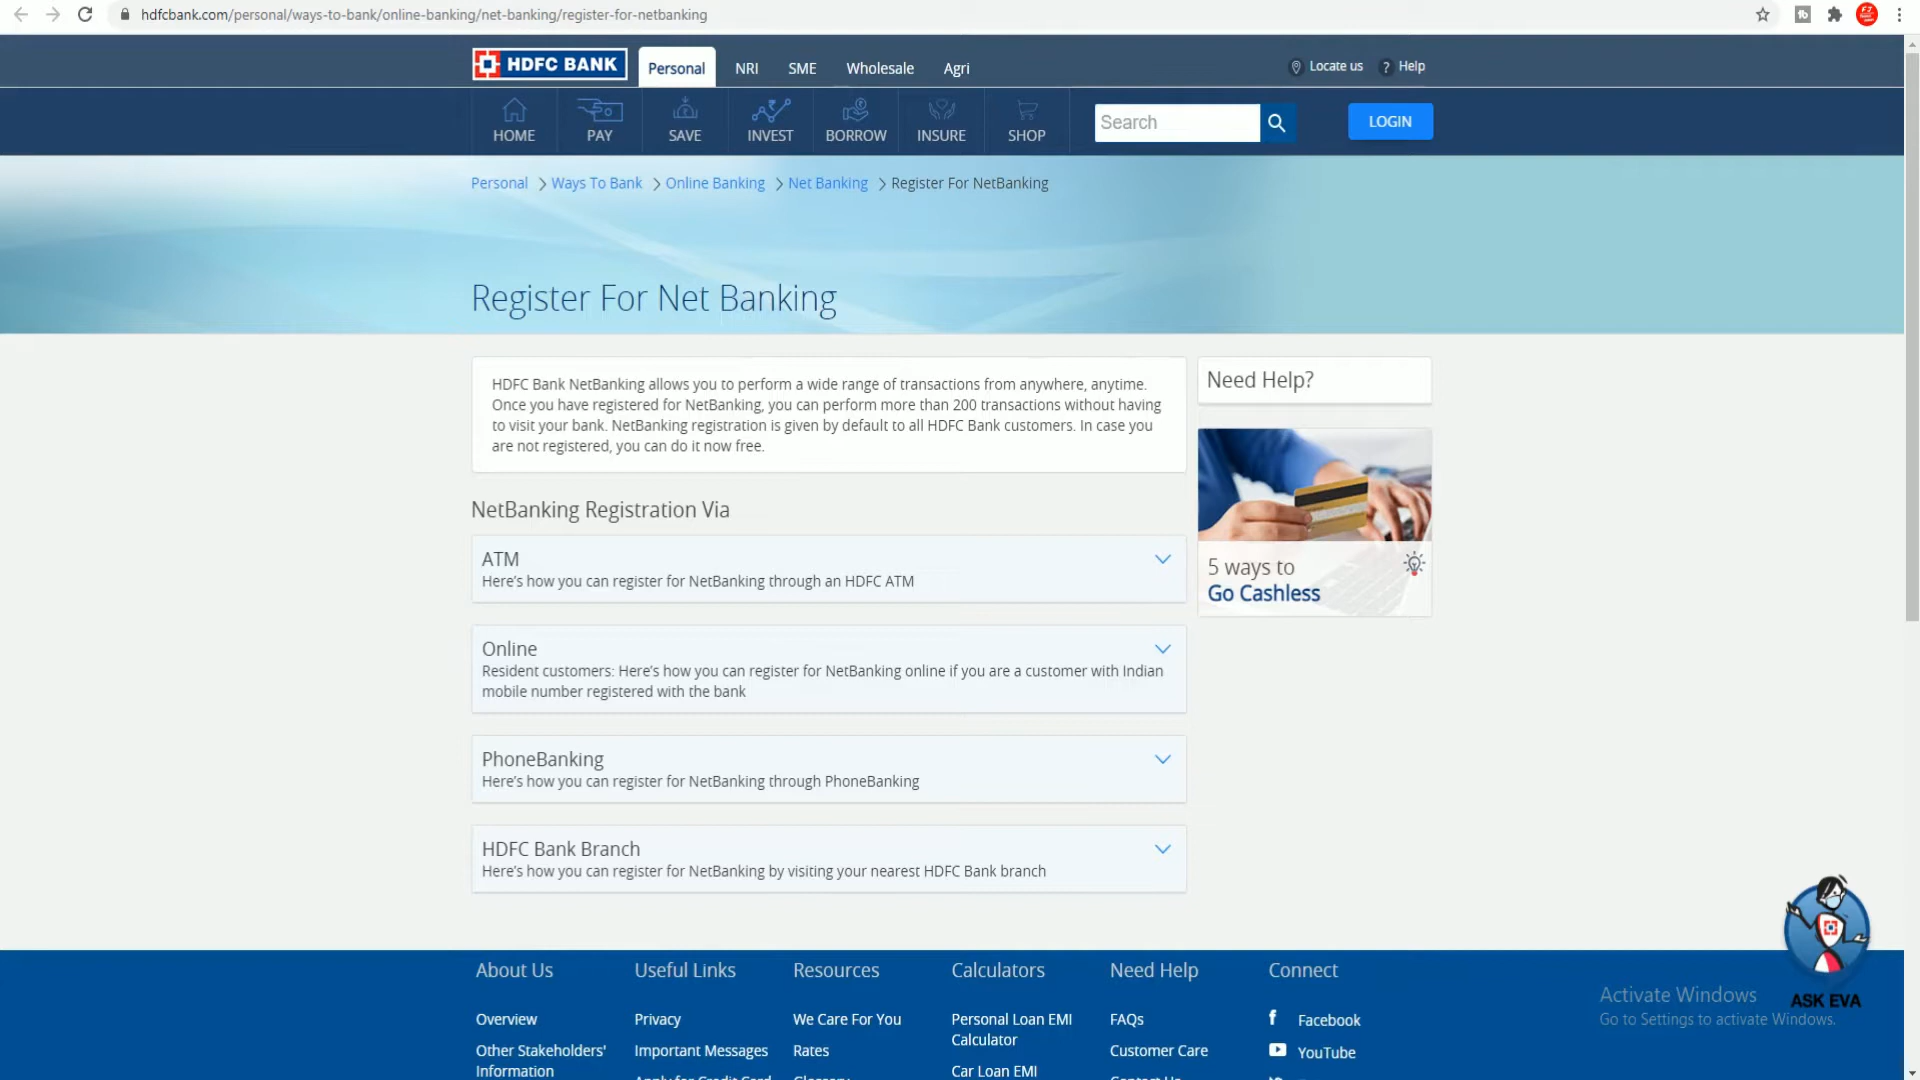 hdfcbank.com/personal/ways-to-bank/online-banking/net-banking/register-for-netbanking
HDFC BANK
Personal
NRI
SME
Wholesale
Agri
Locate us
? Help
HOME
PAY
SAVE
INVEST
BORROW
INSURE
SHOP
Search
LOGIN
Personal > Ways To Bank > Online Banking > Net Banking > Register For NetBanking
Register For Net Banking
HDFC Bank NetBanking allows you to perform a wide range of transactions from anywhere, anytime.
Once you have registered for NetBanking, you can perform more than 200 transactions without having
to visit your bank. NetBanking registration is given by default to all HDFC Bank customers. In case you
are not registered, you can do it now free.
Need Help?
NetBanking Registration Via
ATM
Here's how you can register for NetBanking through an HDFC ATM
5 ways to
Go Cashless
Online
Resident customers: Here's how you can register for NetBanking online if you are a customer with Indian
mobile number registered with the bank
PhoneBanking
Here's how you can register for NetBanking through PhoneBanking
HDFC Bank Branch
Here's how you can register for NetBanking by visiting your nearest HDFC Bank branch
ASK EVA
Activate Windows
Go to Settings to activate Windows.
About Us
Overview
Other Stakeholders'
Information
Useful Links
Privacy
Important Messages
Resources
We Care For You
Rates
Calculators
Personal Loan EMI
Calculator
Car Loan EMI
Need Help
FAQs
Customer Care
Connect
Facebook
YouTube